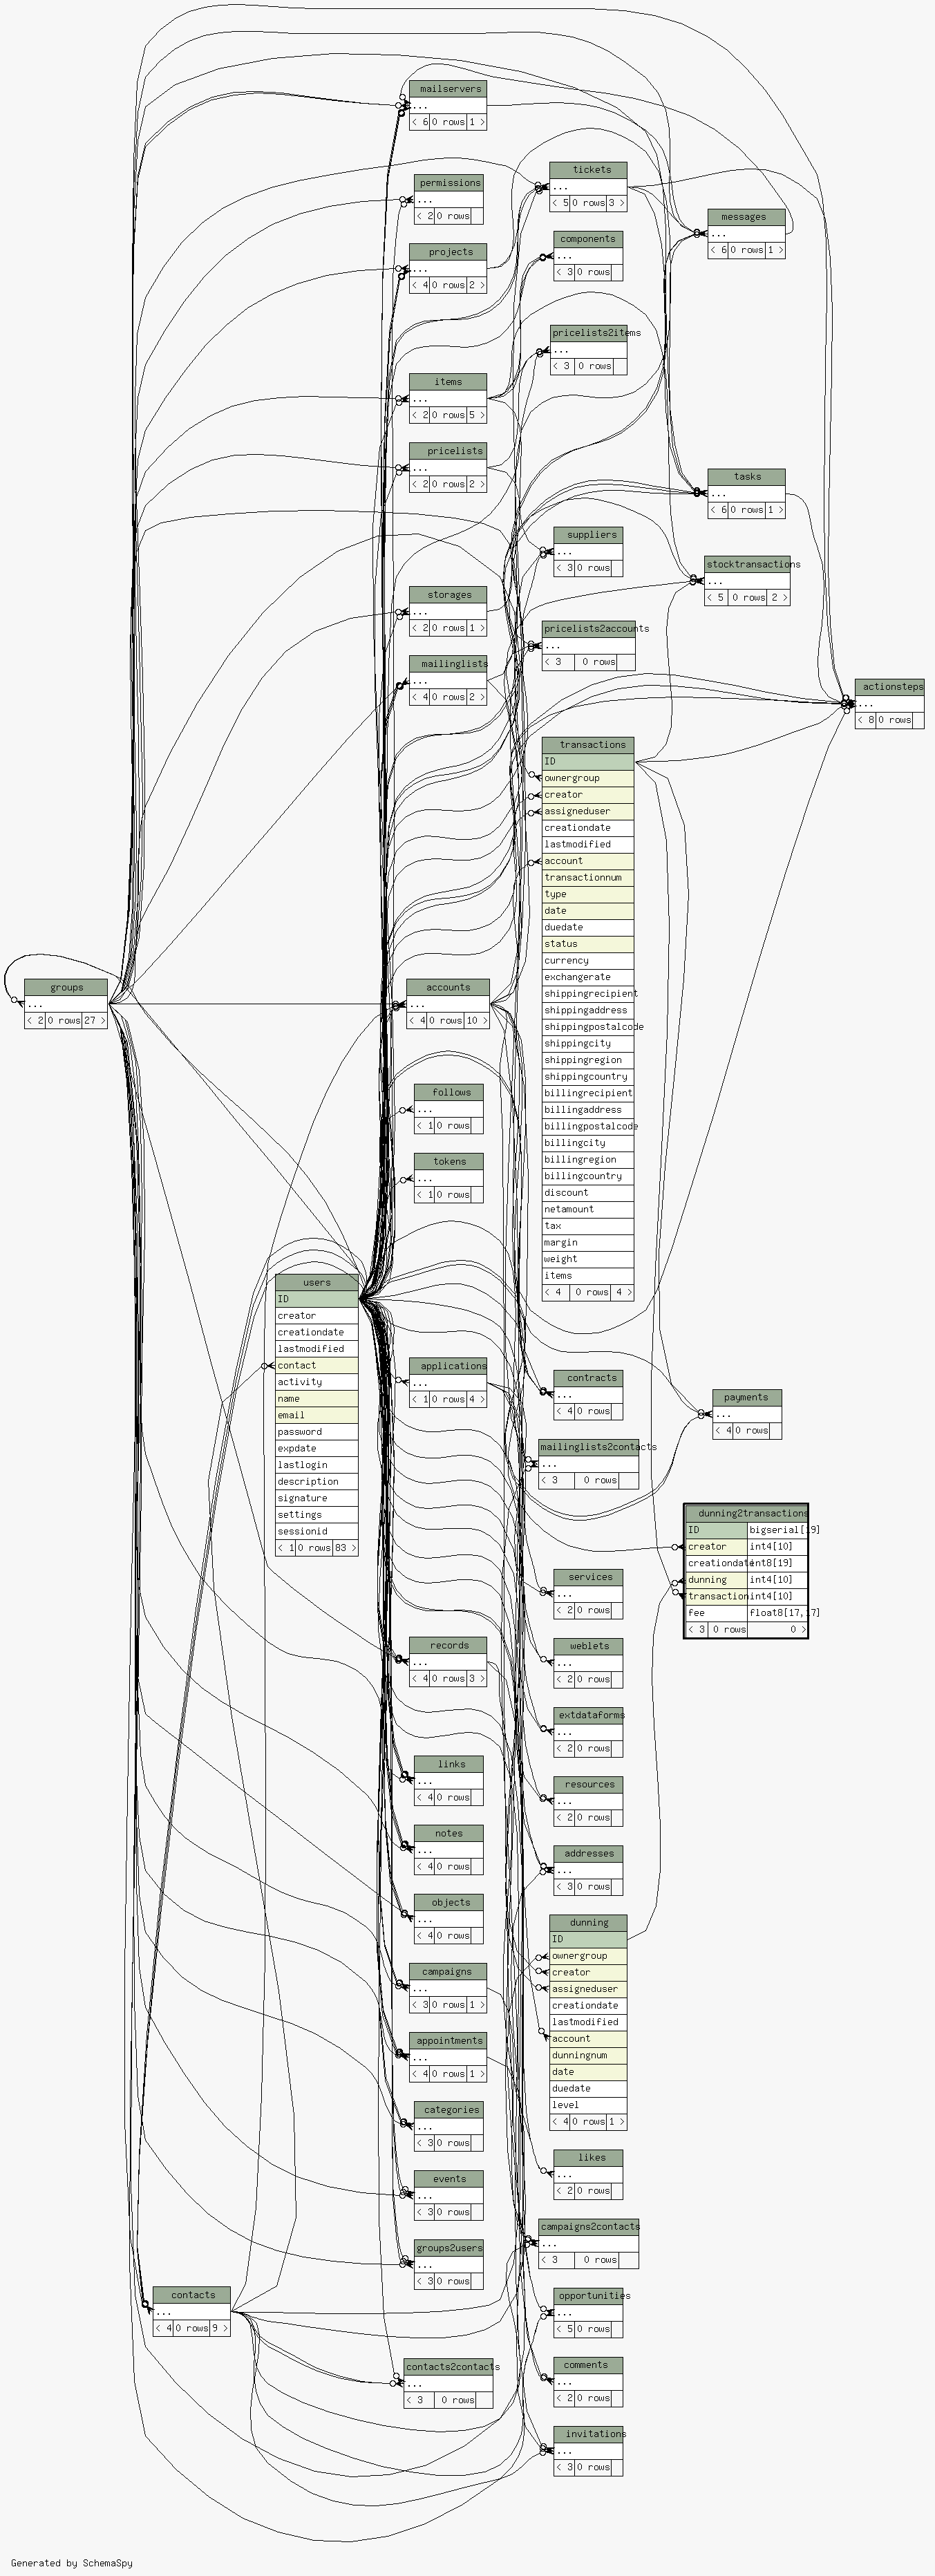 mailservers
...
< 6 0 rows 1 >
tickets
...
< 5 0 rows 3 >
permissions
...
< 2 0 rows
messages
...
< 6 0 rows 1 >
components
...
< 3 0 rows
projects
...
< 4 0 rows 2 >
pricelists2items
...
< 3 0 rows
items
...
< 2 0 rows 5 >
pricelists
...
< 2 0 rows 2 >
tasks
...
< 6 0 rows 1 >
suppliers
...
< 3 0 rows
stocktransactions
...
< 5 0 rows 2 >
storages
...
< 2 0 rows 1 >
pricelists2accounts
...
< 3 0 rows
mailinglists
...
< 4 0 rows 2 >
actionsteps
...
< 8 0 rows
transactions
ID
ownergroup
creator
assigneduser
creationdate
lastmodified
account
transactionnum
type
date
duedate
status
currency
exchangerate
shippingrecipient
shippingaddress
shippingpostalcode
shippingcity
shippingregion
shippingcountry
billingrecipient
billingaddress
billingpostalcode
billingcity
billingregion
billingcountry
discount
netamount
tax
margin
weight
items
< 4 0 rows 4 >
groups
...
< 2 0 rows 27 >
accounts
...
< 4 0 rows 10 >
follows
...
< 1 0 rows
tokens
...
< 1 0 rows
users
ID
creator
creationdate
lastmodified
contact
activity
name
email
password
expdate
lastlogin
description
signature
settings
sessionid
< 1 0 rows 83 >
applications
...
< 1 0 rows 4 >
contracts
...
< 4 0 rows
payments
...
< 4 0 rows
mailinglists2contacts
...
< 3 0 rows
dunning2transactions
ID bigserial[19]
creator int4[10]
creationdate int8[19]
dunning int4[10]
transaction int4[10]
fee float8[17,17]
< 3 0 rows 0 >
services
...
< 2 0 rows
records
...
< 4 0 rows 3 >
weblets
...
< 2 0 rows
extdataforms
...
< 2 0 rows
links
...
< 4 0 rows
resources
...
< 2 0 rows
notes
...
< 4 0 rows
addresses
...
< 3 0 rows
objects
...
< 4 0 rows
dunning
ID
ownergroup
creator
assigneduser
creationdate
lastmodified
account
dunningnum
date
duedate
level
< 4 0 rows 1 >
campaigns
...
< 3 0 rows 1 >
appointments
...
< 4 0 rows 1 >
categories
...
< 3 0 rows
likes
...
< 2 0 rows
events
...
< 3 0 rows
campaigns2contacts
...
< 3 0 rows
groups2users
...
< 3 0 rows
contacts
...
< 4 0 rows 9 >
opportunities
...
< 5 0 rows
contacts2contacts
...
< 3 0 rows
comments
...
< 2 0 rows
invitations
...
< 3 0 rows
Generated by SchemaSpy